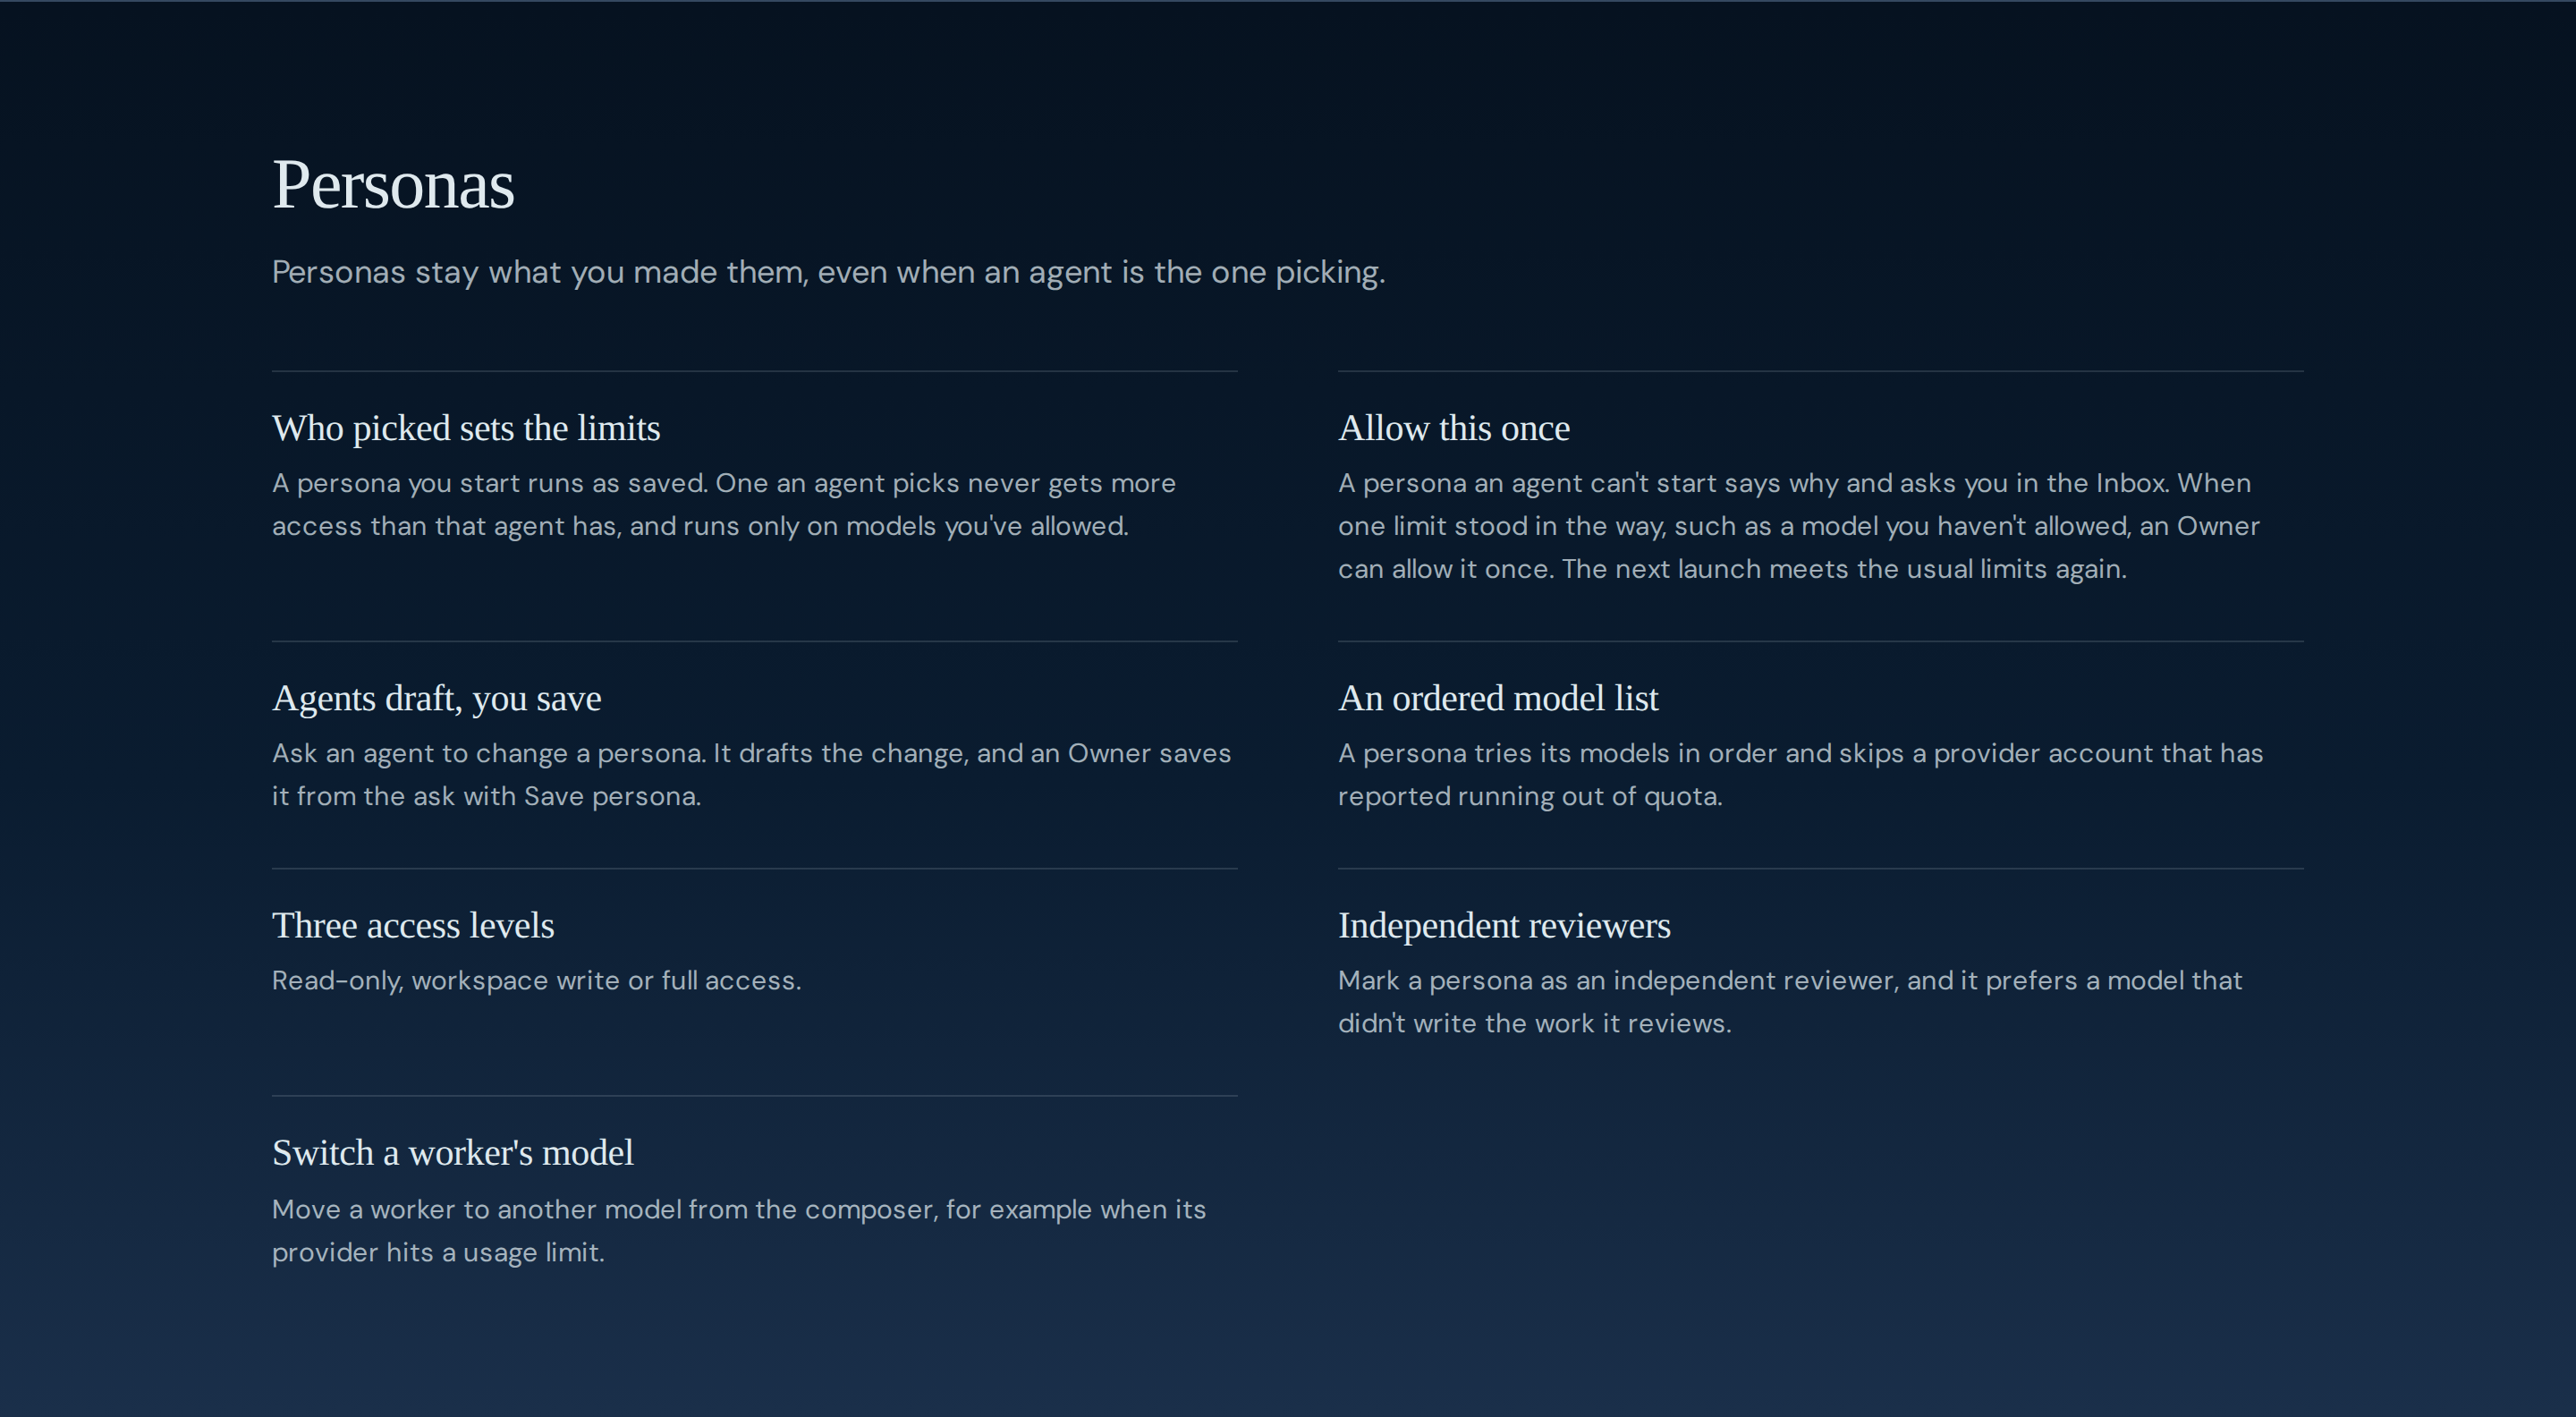 Personas
Personas stay what you made them, even when an agent is the one picking.
Who picked sets the limits
A persona you start runs as saved. One an agent picks never gets more
access than that agent has, and runs only on models you've allowed.
Allow this once
A persona an agent can't start says why and asks you in the Inbox. When
one limit stood in the way, such as a model you haven't allowed, an Owner
can allow it once. The next launch meets the usual limits again.
Agents draft, you save
Ask an agent to change a persona. It drafts the change, and an Owner saves
it from the ask with Save persona.
An ordered model list
A persona tries its models in order and skips a provider account that has
reported running out of quota.
Three access levels
Read-only, workspace write or full access.
Independent reviewers
Mark a persona as an independent reviewer, and it prefers a model that
didn't write the work it reviews.
Switch a worker's model
Move a worker to another model from the composer, for example when its
provider hits a usage limit.